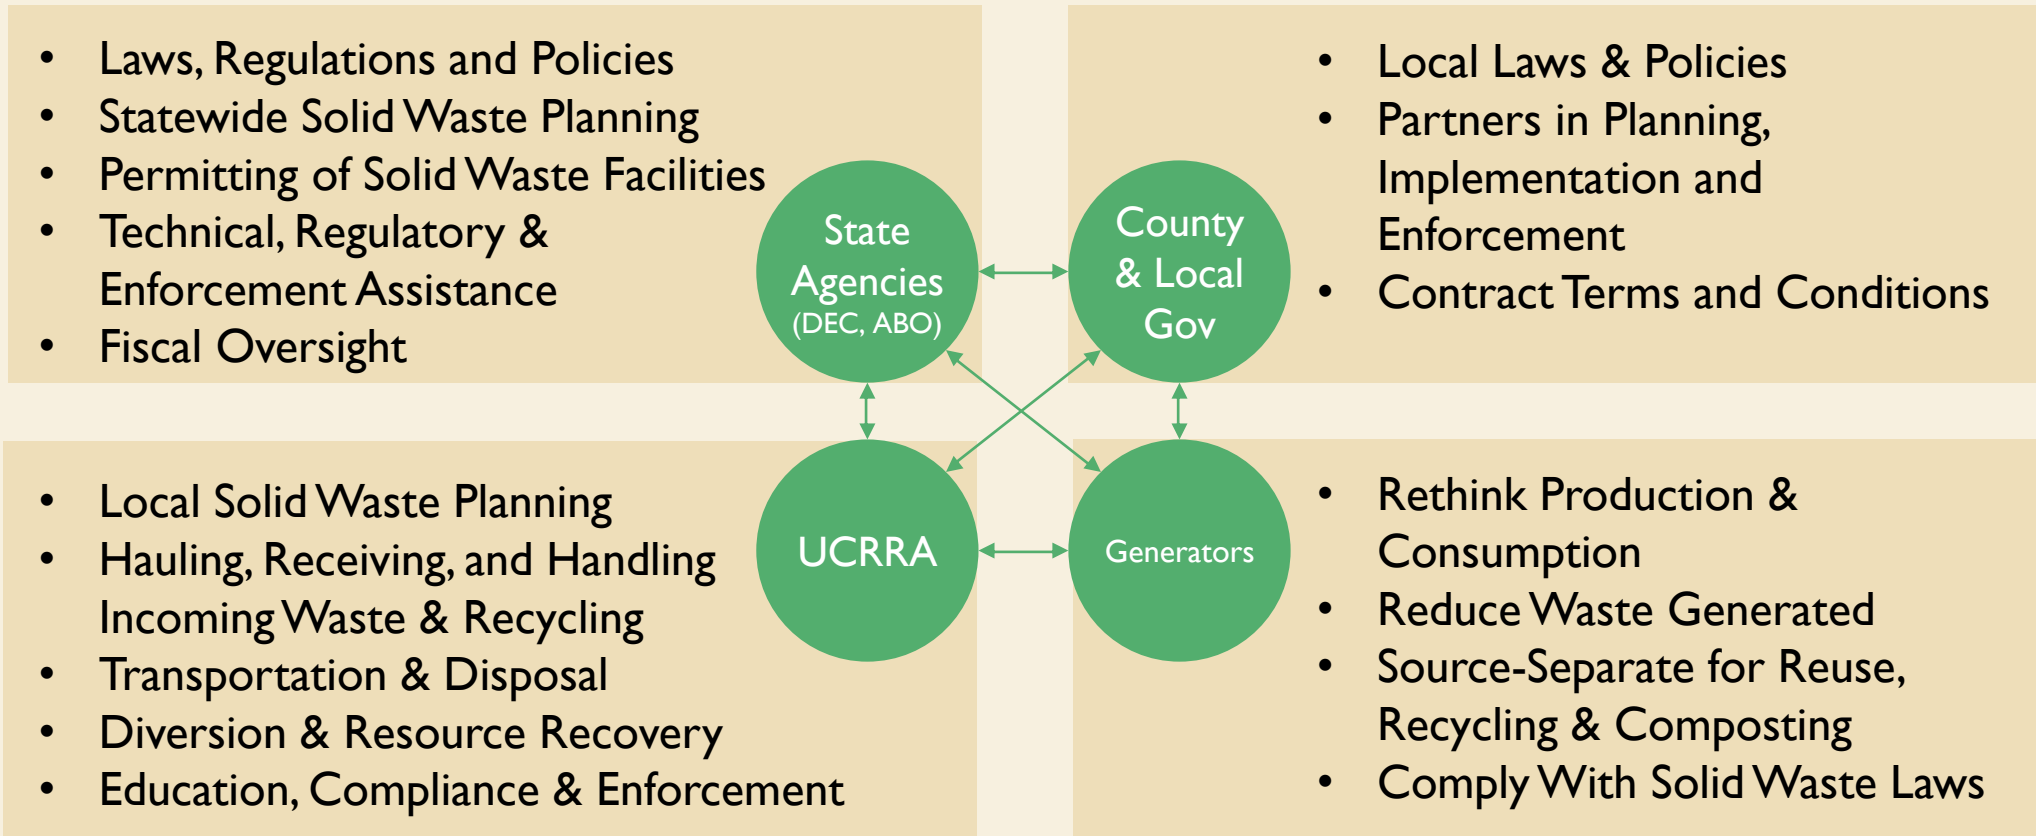 • Laws, Regulations and Policies
• Statewide Solid Waste Planning
• Permitting of Solid Waste Facilities
• Technical, Regulatory &
Enforcement Assistance
• Fiscal Oversight
State
Agencies
(DEC, ABO)
County
& Local
Gov
• Local Laws & Policies
• Partners in Planning,
Implementation and
Enforcement
• Contract Terms and Conditions
• Local Solid Waste Planning
• Hauling, Receiving, and Handling
Incoming Waste & Recycling
• Transportation & Disposal
• Diversion & Resource Recovery
• Education, Compliance & Enforcement
UCRRA
Generators
• Rethink Production &
Consumption
• Reduce Waste Generated
• Source-Separate for Reuse,
Recycling & Composting
• Comply With Solid Waste Laws